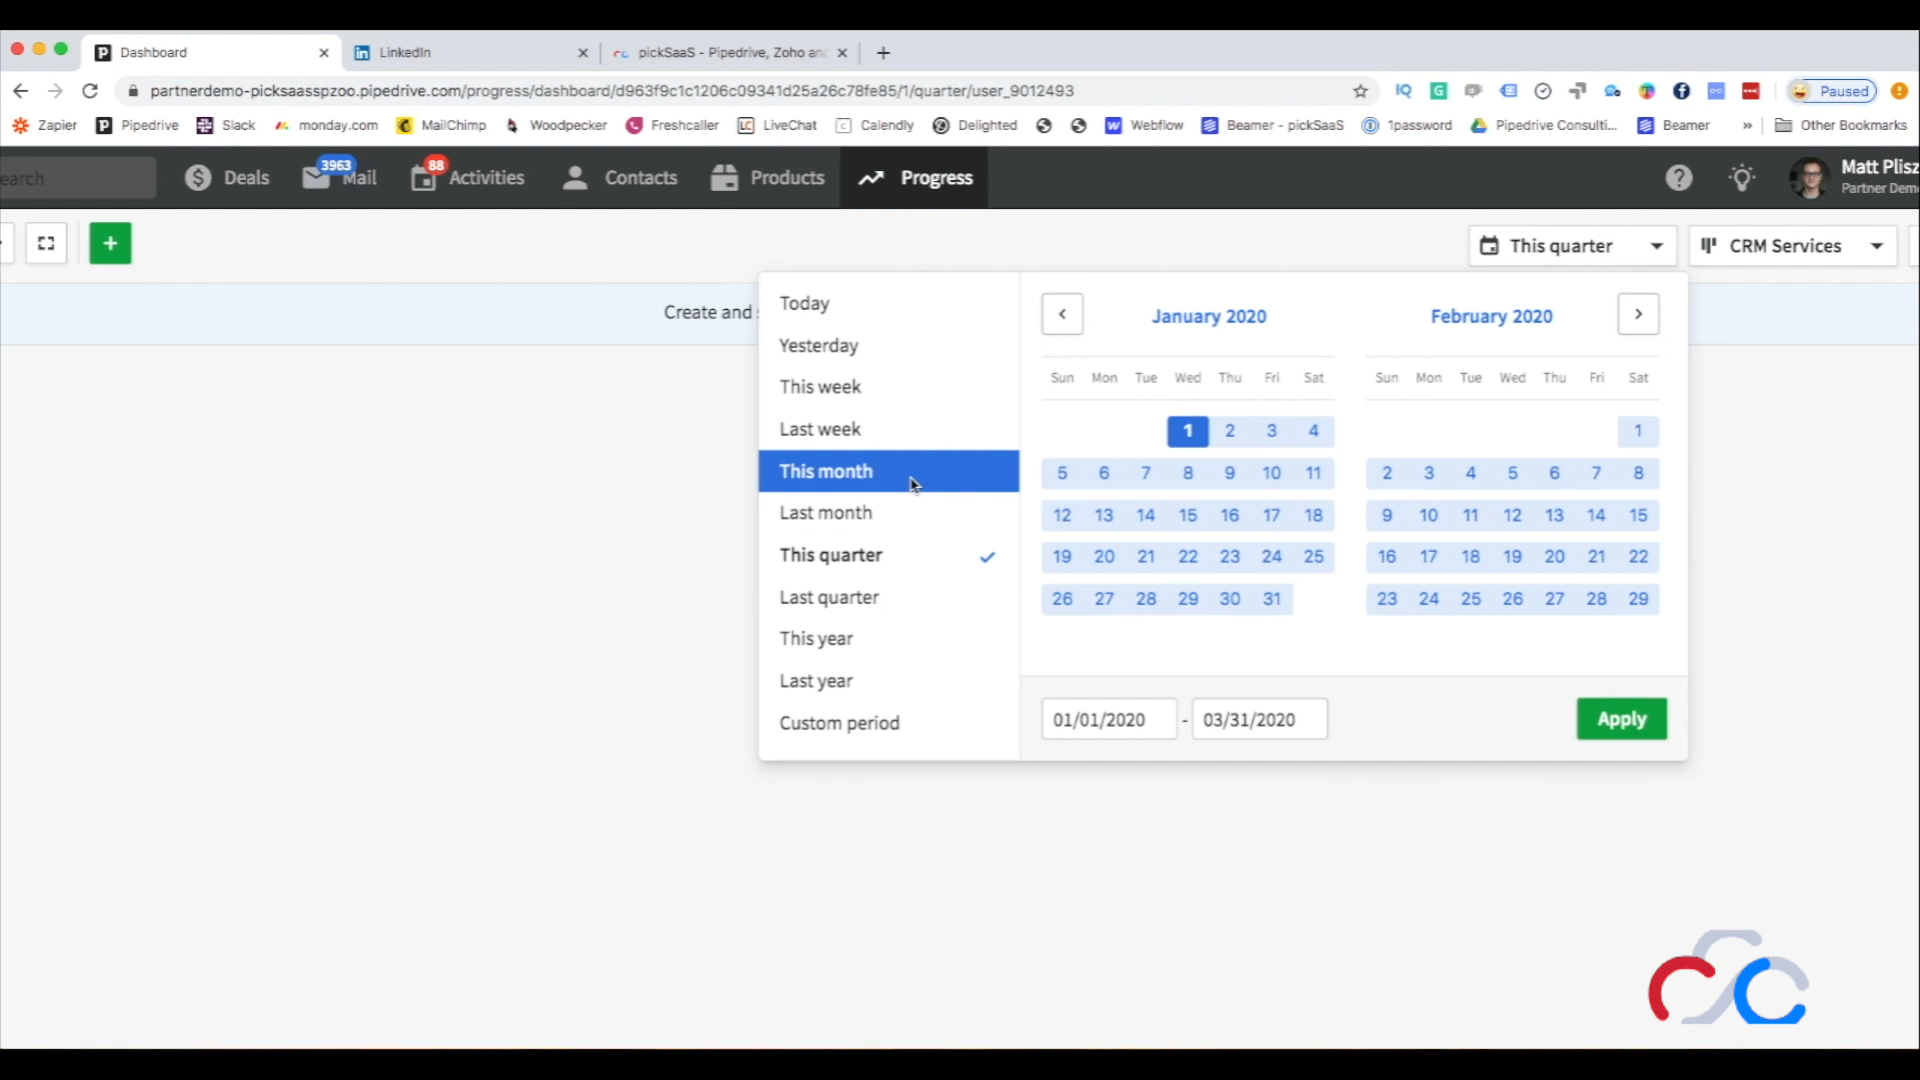 Dashboard
LinkedIn
pickSaaS - Pipedrive, Zoho an
partnerdemo-picksaasspzoo.pipedrive.com/progress/dashboard/d963f9c1c1206c09341d25a26c78fe85/1/quarter/user_9012493
Paused
Zapier Pipedrive Slack monday.com MailChimp Woodpecker Freshcaller LiveChat Calendly Delighted Webflow Beamer - pickSaaS 1password Pipedrive Consulti... Beamer » Other Bookmarks
earch
Deals
3963
Mail
88
Activities
Contacts
Products
Progress
Matt Plisz
Partner Dem
This quarter
CRM Services
Create and
Today
Yesterday
This week
Last week
This month
Last month
This quarter
Last quarter
This year
Last year
Custom period
January 2020
Sun Mon Tue Wed Thu Fri Sat
1 2 3 4
5 6 7 8 9 10 11
12 13 14 15 16 17 18
19 20 21 22 23 24 25
26 27 28 29 30 31
February 2020
Sun Mon Tue Wed Thu Fri Sat
1
2 3 4 5 6 7 8
9 10 11 12 13 14 15
16 17 18 19 20 21 22
23 24 25 26 27 28 29
01/01/2020 - 03/31/2020
Apply